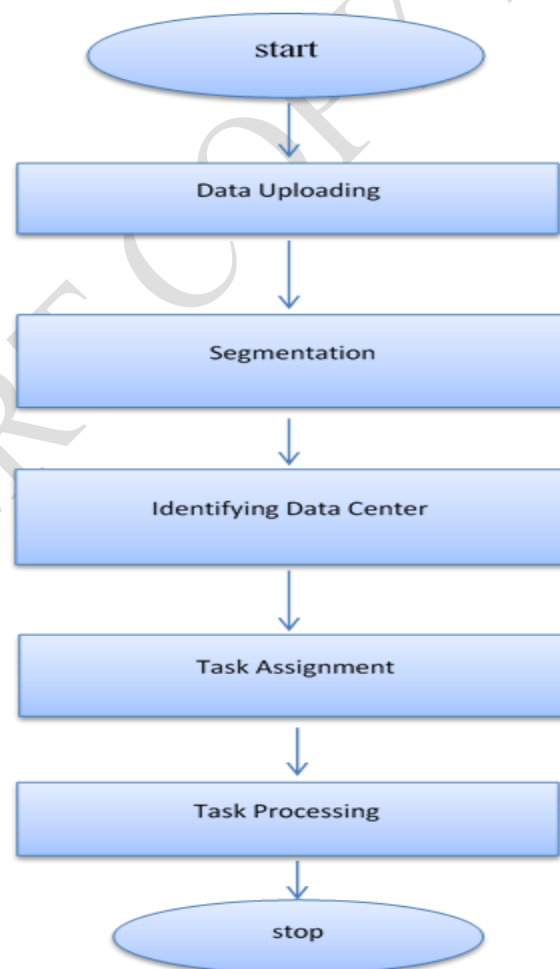 start
Data Uploading
Segmentation
Identifying Data Center
Task Assignment
Task Processing
stop